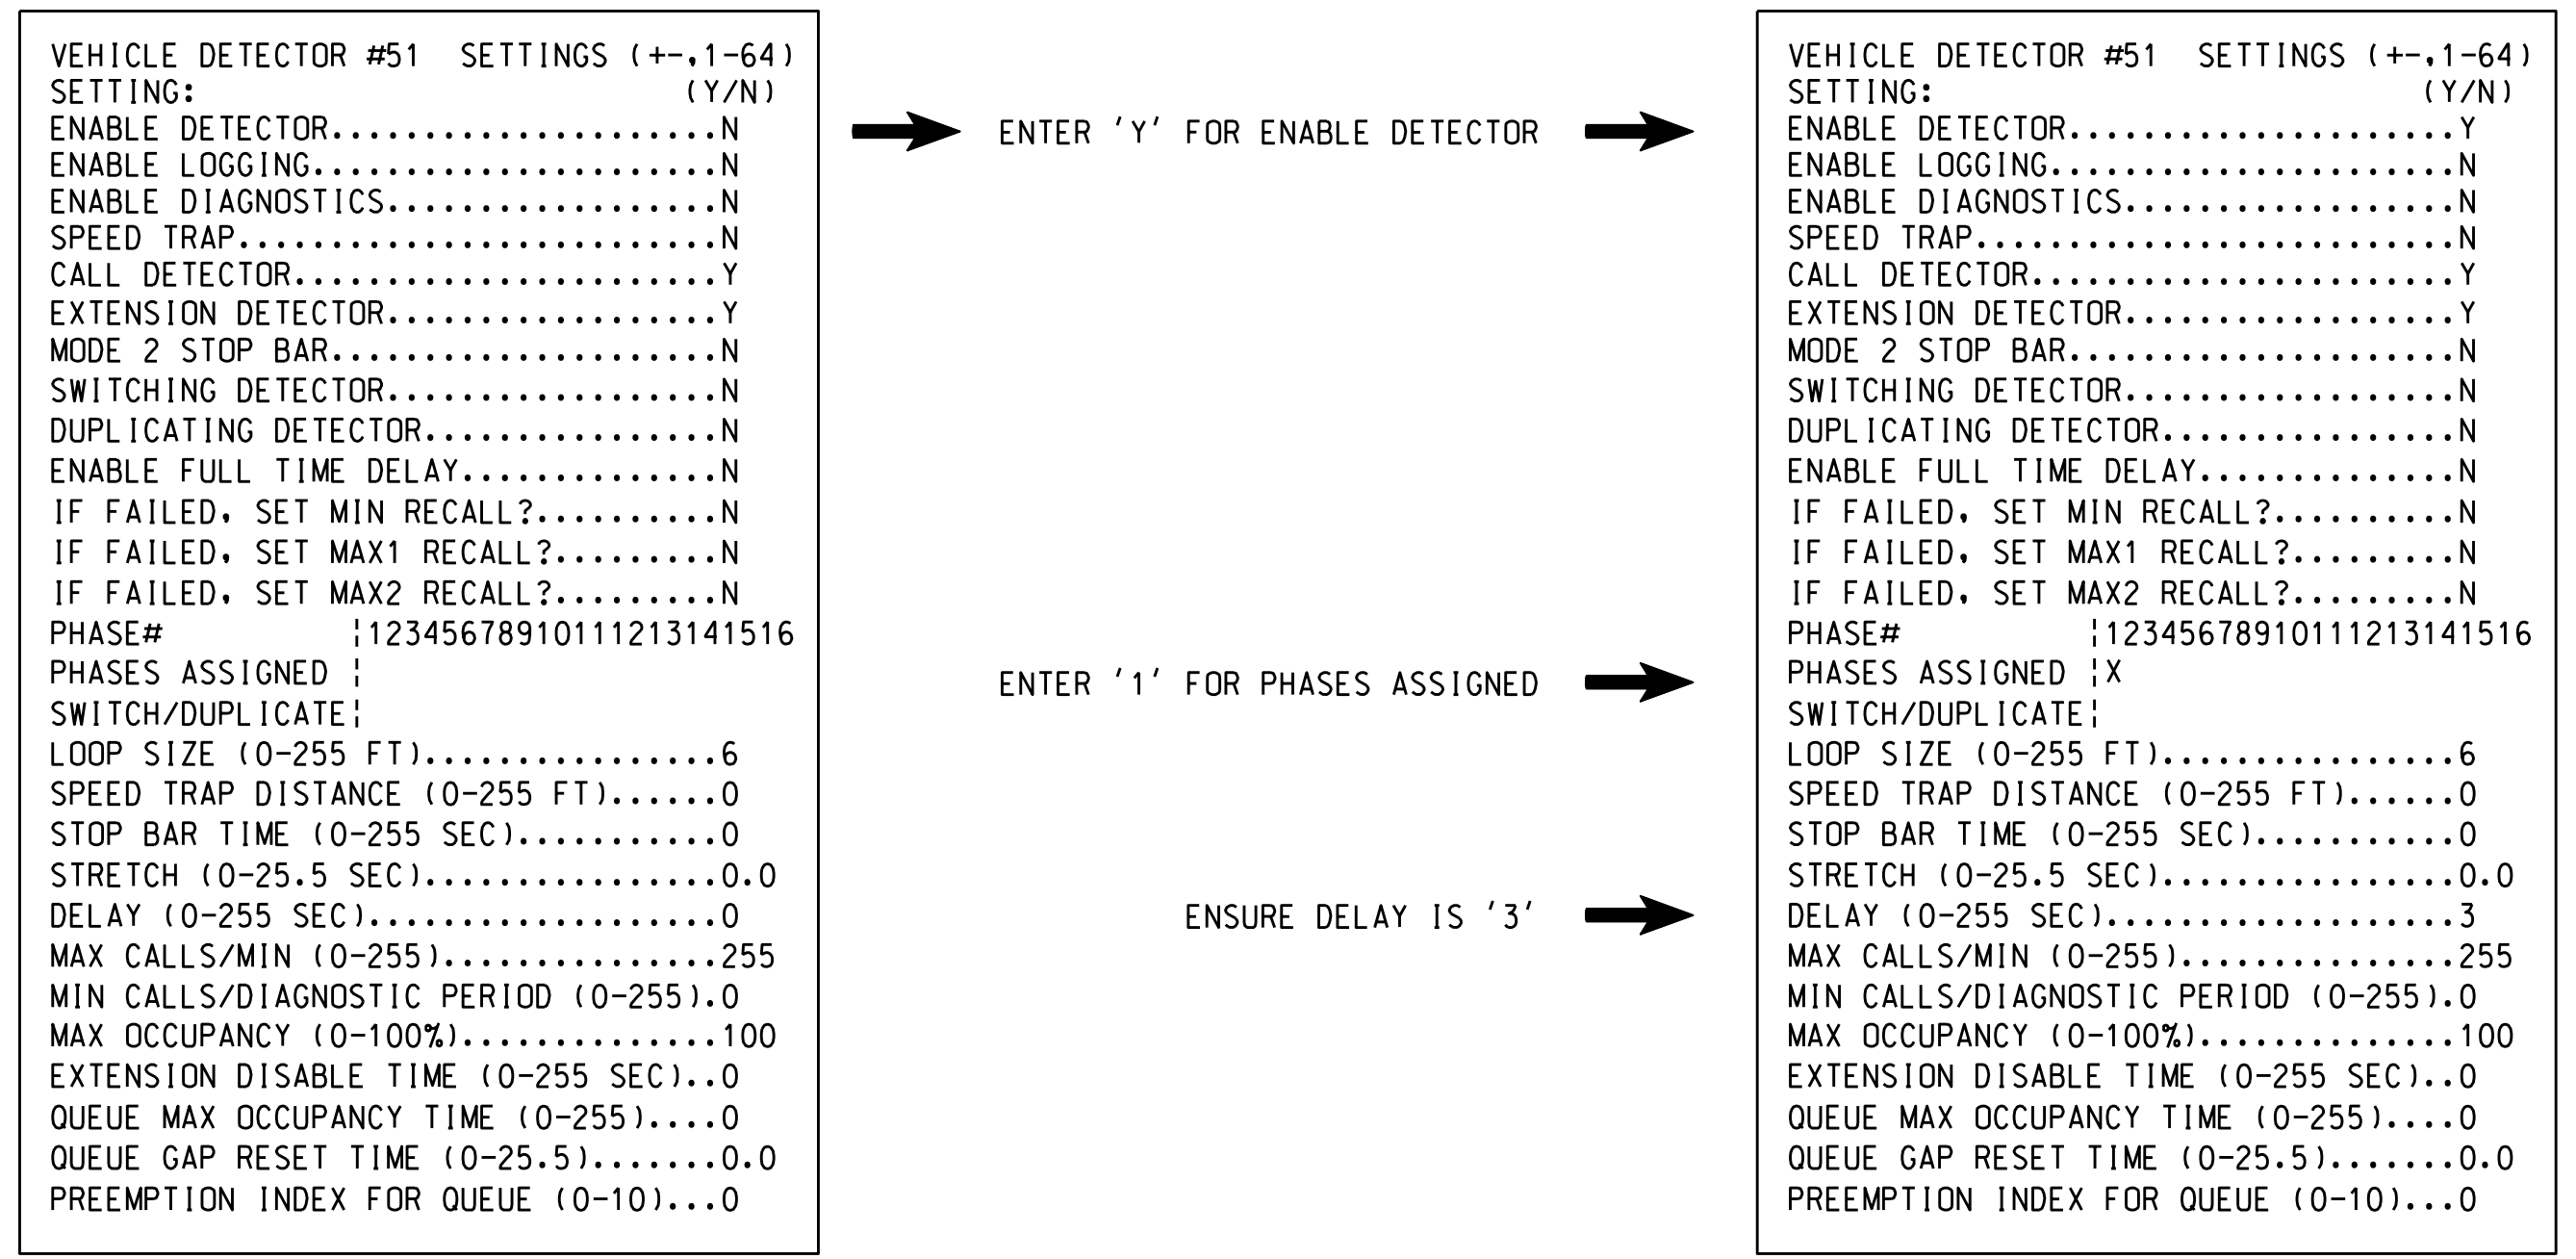 VEHICLE DETECTOR #51 SETTINGS (+-,1-64)
SETTING: (Y/N)
ENABLE DETECTOR.....................N
ENABLE LOGGING......................N
ENABLE DIAGNOSTICS..................N
SPEED TRAP..........................N
CALL DETECTOR.......................Y
EXTENSION DETECTOR..................Y
MODE 2 STOP BAR.....................N
SWITCHING DETECTOR..................N
DUPLICATING DETECTOR................N
ENABLE FULL TIME DELAY..............N
IF FAILED, SET MIN RECALL?..........N
IF FAILED, SET MAX1 RECALL?.........N
IF FAILED, SET MAX2 RECALL?.........N
PHASE# ¦12345678910111213141516
PHASES ASSIGNED ¦
SWITCH/DUPLICATE¦
LOOP SIZE (0-255 FT)................6
SPEED TRAP DISTANCE (0-255 FT)......0
STOP BAR TIME (0-255 SEC)...........0
STRETCH (0-25.5 SEC)................0.0
DELAY (0-255 SEC)...................0
MAX CALLS/MIN (0-255)...............255
MIN CALLS/DIAGNOSTIC PERIOD (0-255).0
MAX OCCUPANCY (0-100%)..............100
EXTENSION DISABLE TIME (0-255 SEC)..0
QUEUE MAX OCCUPANCY TIME (0-255)....0
QUEUE GAP RESET TIME (0-25.5).......0.0
PREEMPTION INDEX FOR QUEUE (0-10)...0
ENTER 'Y' FOR ENABLE DETECTOR
ENTER '1' FOR PHASES ASSIGNED
ENSURE DELAY IS '3'
VEHICLE DETECTOR #51 SETTINGS (+-,1-64)
SETTING: (Y/N)
ENABLE DETECTOR.....................Y
ENABLE LOGGING......................N
ENABLE DIAGNOSTICS..................N
SPEED TRAP..........................N
CALL DETECTOR.......................Y
EXTENSION DETECTOR..................Y
MODE 2 STOP BAR.....................N
SWITCHING DETECTOR..................N
DUPLICATING DETECTOR................N
ENABLE FULL TIME DELAY..............N
IF FAILED, SET MIN RECALL?..........N
IF FAILED, SET MAX1 RECALL?.........N
IF FAILED, SET MAX2 RECALL?.........N
PHASE# ¦12345678910111213141516
PHASES ASSIGNED ¦X
SWITCH/DUPLICATE¦
LOOP SIZE (0-255 FT)................6
SPEED TRAP DISTANCE (0-255 FT)......0
STOP BAR TIME (0-255 SEC)...........0
STRETCH (0-25.5 SEC)................0.0
DELAY (0-255 SEC)...................3
MAX CALLS/MIN (0-255)...............255
MIN CALLS/DIAGNOSTIC PERIOD (0-255).0
MAX OCCUPANCY (0-100%)..............100
EXTENSION DISABLE TIME (0-255 SEC)..0
QUEUE MAX OCCUPANCY TIME (0-255)....0
QUEUE GAP RESET TIME (0-25.5).......0.0
PREEMPTION INDEX FOR QUEUE (0-10)...0